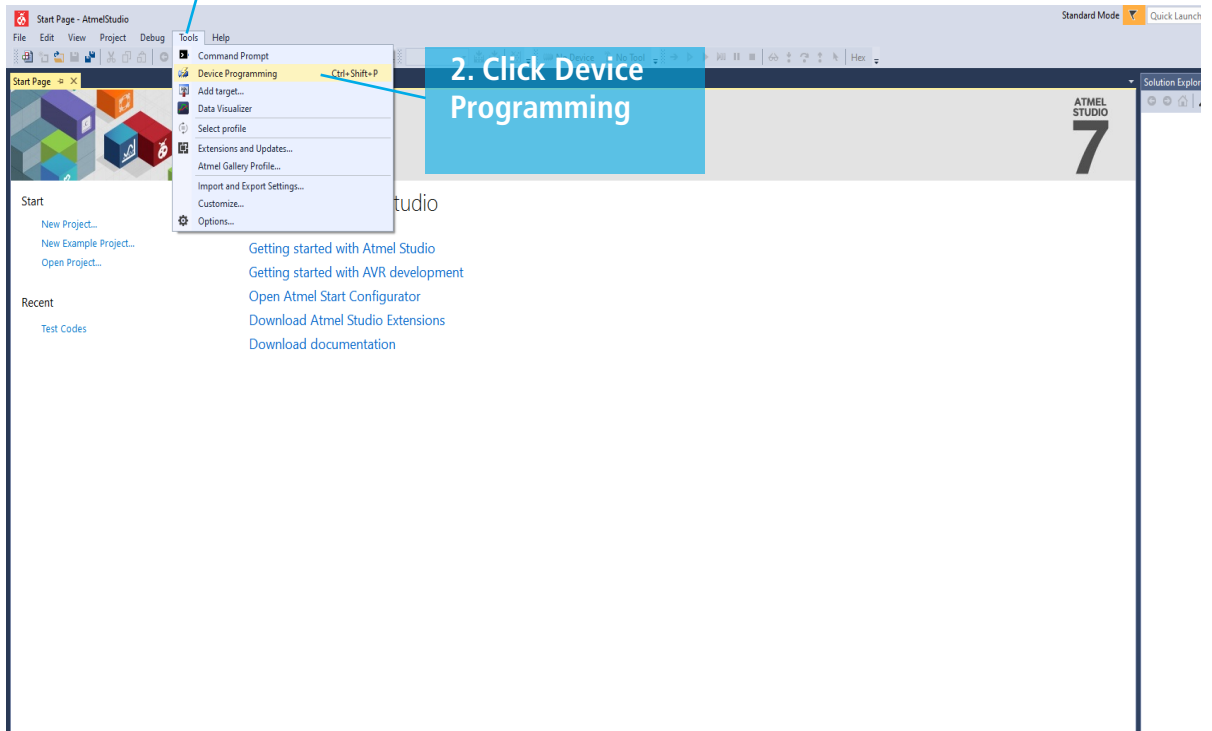 Start Page - AtmelStudio
Standard Mode
Quick Launch
File Edit View Project Debug Tools Help
Hex
Start Page
Solution Explor
Command Prompt
Device Programming Ctrl+Shift+P
Add target...
Data Visualizer
Select profile
Extensions and Updates...
Atmel Gallery Profile...
Import and Export Settings...
Customize...
Options...
2. Click Device
Programming
No Device No Tool
ATMEL
STUDIO
7
tudio
Start
New Project...
New Example Project...
Open Project...
Recent
Test Codes
Getting started with Atmel Studio
Getting started with AVR development
Open Atmel Start Configurator
Download Atmel Studio Extensions
Download documentation